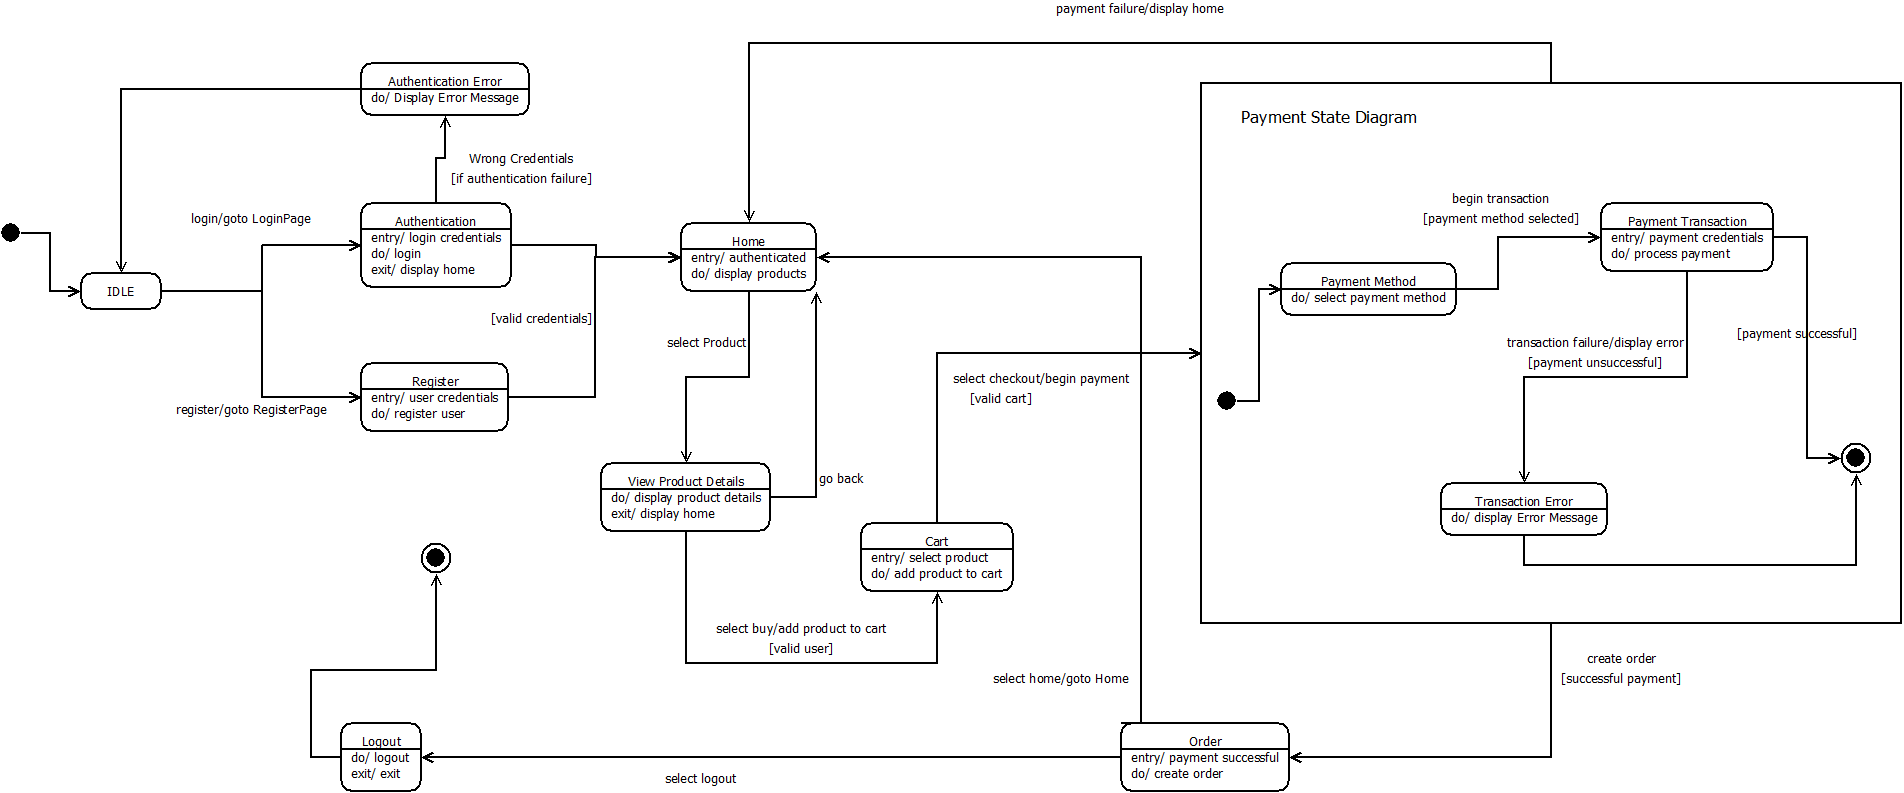 payment failure/display home
Authentication Error
do/ Display Error Message
Wrong Credentials
[if authentication failure]
login/goto LoginPage
Authentication
entry/ login credentials
do/ login
exit/ display home
IDLE
[valid credentials]
register/goto RegisterPage
Register
entry/ user credentials
do/ register user
Home
entry/ authenticated
do/ display products
select Product
View Product Details
do/ display product details
exit/ display home
go back
Cart
entry/ select product
do/ add product to cart
select buy/add product to cart
[valid user]
select checkout/begin payment
[valid cart]
Payment State Diagram
Payment Method
do/ select payment method
begin transaction
[payment method selected]
Payment Transaction
entry/ payment credentials
do/ process payment
transaction failure/display error
[payment unsuccessful]
[payment successful]
Transaction Error
do/ display Error Message
create order
[successful payment]
select home/goto Home
Order
entry/ payment successful
do/ create order
select logout
Logout
do/ logout
exit/ exit